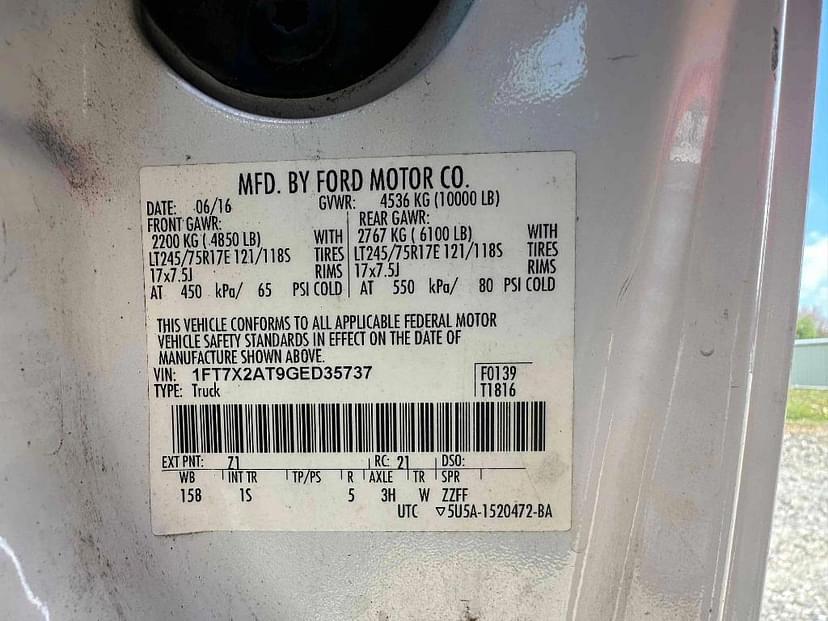 MFD. BY FORD MOTOR CO.
DATE: 06/16 GVWR: 4536 KG (10000 LB)
FRONT GAWR: REAR GAWR:
2200 KG ( 4850 LB) WITH 2767 KG ( 6100 LB) WITH
LT245/75R17E 121/118S TIRES LT245/75R17E 121/118S TIRES
17x7.5J RIMS 17x7.5J RIMS
AT 450 kPa/ 65 PSI COLD AT 550 kPa/ 80 PSI COLD
THIS VEHICLE CONFORMS TO ALL APPLICABLE FEDERAL MOTOR
VEHICLE SAFETY STANDARDS IN EFFECT ON THE DATE OF
MANUFACTURE SHOWN ABOVE.
VIN: 1FT7X2AT9GED35737 F0139
TYPE: Truck T1816
EXT PNT: Z1 RC: 21 DSO:
WB INT TR TP/PS R AXLE TR SPR
158 1S 5 3H W ZZFF
UTC ▽5U5A-1520472-BA